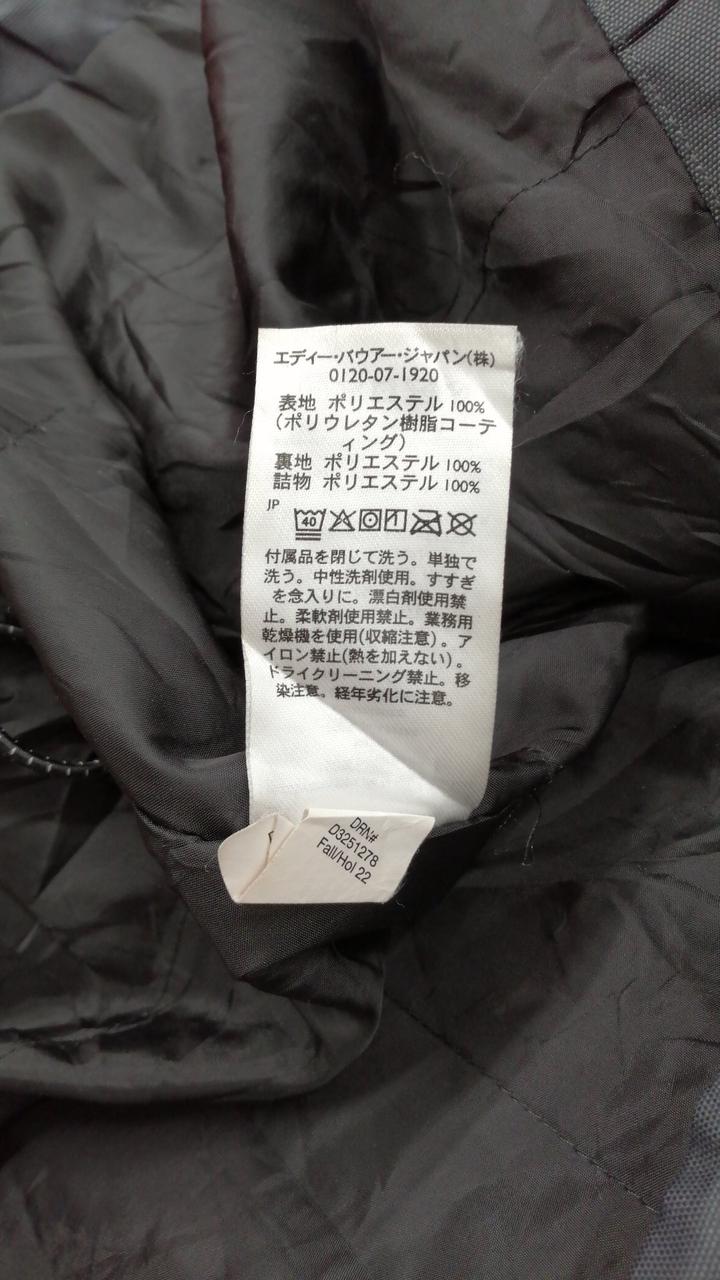 エディー・バウアー・ジャパン(株)
0120-07-1920
表地 ポリエステル 100%
(ポリウレタン樹脂コーテ
ィング)
裏地 ポリエステル 100%
詰物 ポリエステル 100%
JP
40
付属品を閉じて洗う。単独で
洗う。中性洗剤使用。すすぎ
を念入りに。漂白剤使用禁
止。柔軟剤使用禁止。業務用
乾燥機を使用(収縮注意)。ア
イロン禁止(熱を加えない)。
ドライクリーニング禁止。移
染注意。経年劣化に注意。
DRN#
D3251278
Fall/Hol 22